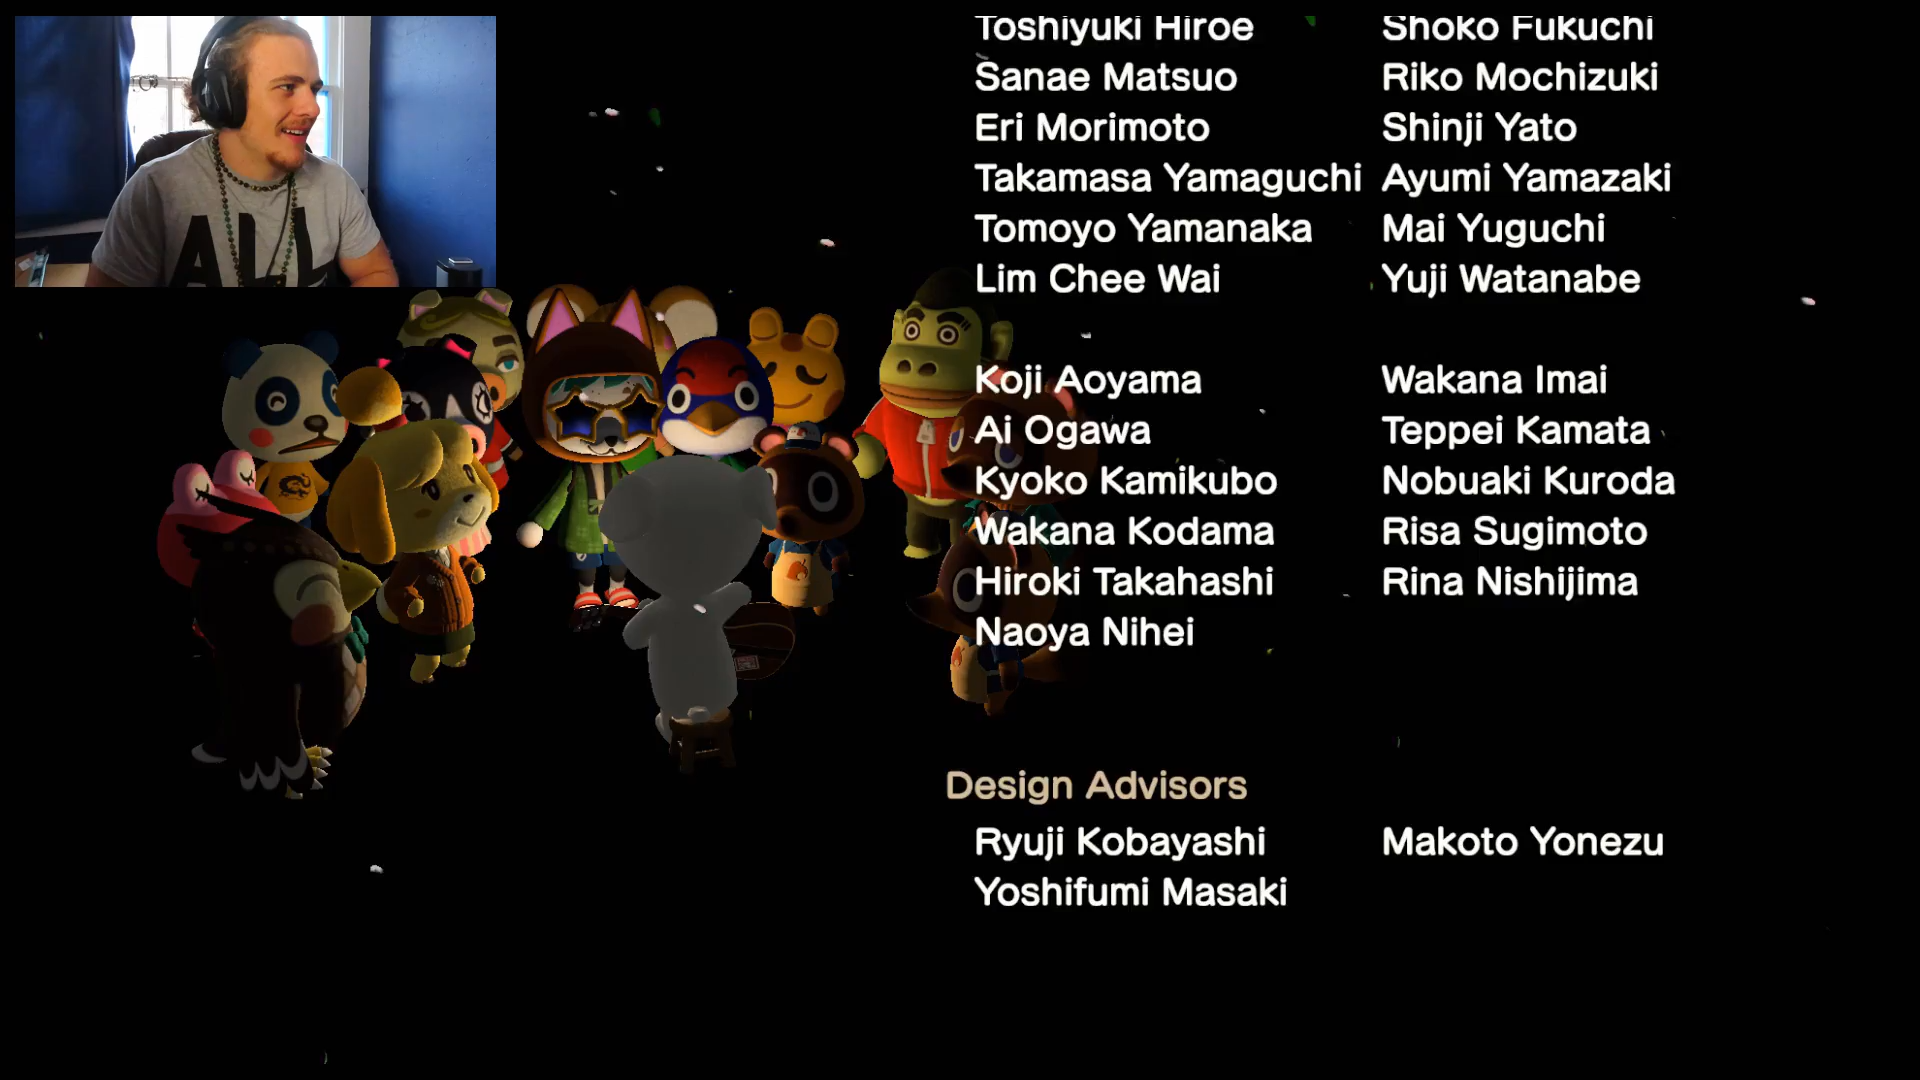 ALL
Toshiyuki Hiroe Shoko Fukuchi
Sanae Matsuo Riko Mochizuki
Eri Morimoto Shinji Yato
Takamasa Yamaguchi Ayumi Yamazaki
Tomoyo Yamanaka Mai Yuguchi
Lim Chee Wai Yuji Watanabe
Koji Aoyama Wakana Imai
Ai Ogawa Teppei Kamata
Kyoko Kamikubo Nobuaki Kuroda
Wakana Kodama Risa Sugimoto
Hiroki Takahashi Rina Nishijima
Naoya Nihei
Design Advisors
Ryuji Kobayashi Makoto Yonezu
Yoshifumi Masaki